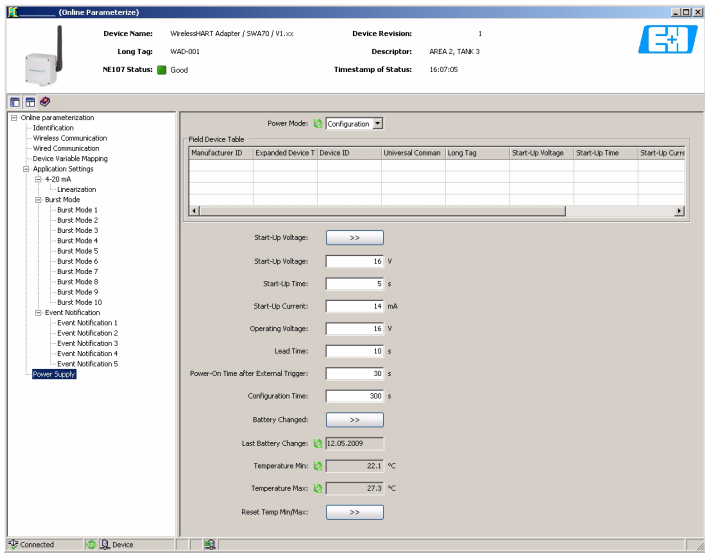 (Online Parameterize)
Device Name: WirelessHART Adapter / SWA70 / V1.xx Device Revision: 1
Long Tag: WAD-001 Descriptor: AREA 2, TANK 3
NE107 Status: Good Timestamp of Status: 16:07:05
E+H
Online parameterization
Identification
Wireless Communication
Wired Communication
Device Variable Mapping
Application Settings
4-20 mA
Linearization
Burst Mode
Burst Mode 1
Burst Mode 2
Burst Mode 3
Burst Mode 4
Burst Mode 5
Burst Mode 6
Burst Mode 7
Burst Mode 8
Burst Mode 9
Burst Mode 10
Event Notification
Event Notification 1
Event Notification 2
Event Notification 3
Event Notification 4
Event Notification 5
Power Supply
Power Mode: Configuration
Field Device Table
Manufacturer ID Expanded Device T Device ID Universal Comman Long Tag Start-Up Voltage Start-Up Time Start-Up Curre
Start-Up Voltage: >>
Start-Up Voltage: 16 V
Start-Up Time: 5 s
Start-Up Current: 14 mA
Operating Voltage: 16 V
Lead Time: 10 s
Power-On Time after External Trigger: 30 s
Configuration Time: 300 s
Battery Changed: >>
Last Battery Change: 12.05.2009
Temperature Min: 22.1 °C
Temperature Max: 27.3 °C
Reset Temp Min/Max: >>
Connected Device